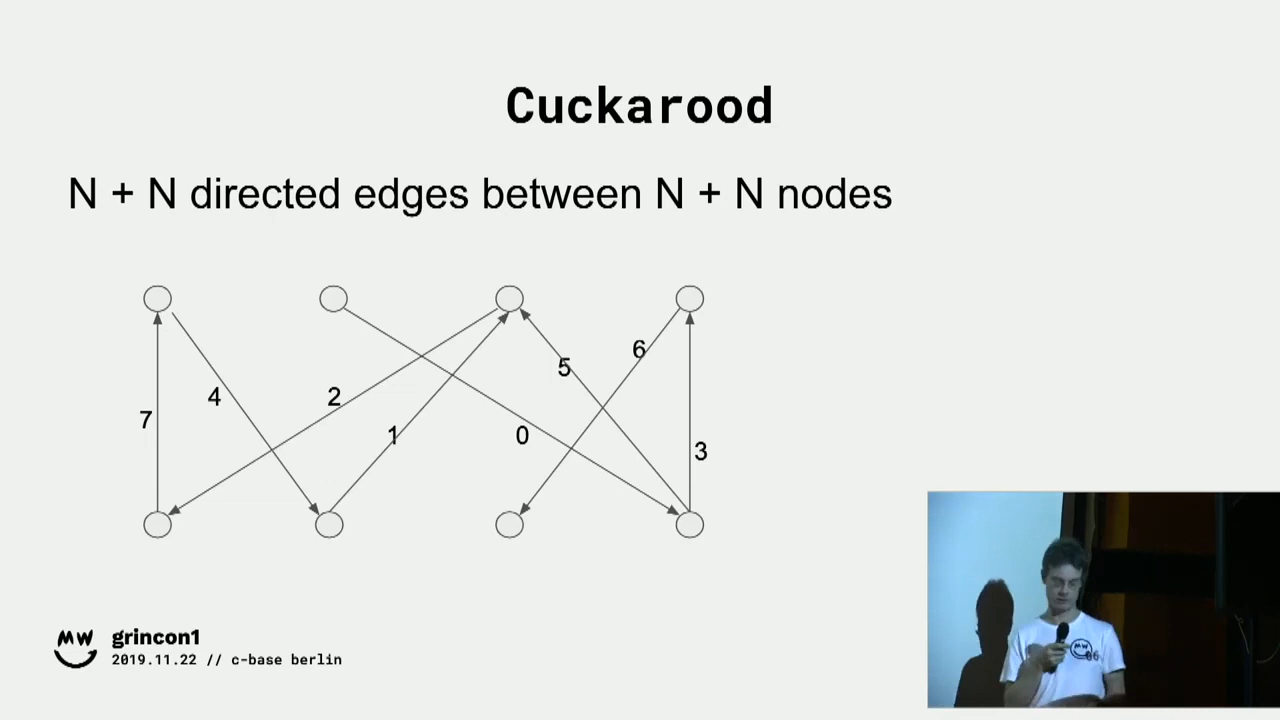 Cuckarood
N + N directed edges between N + N nodes
6
5
4
2
7
1
0
3
MW
grincon1
2019.11.22 // c-base berlin
MW